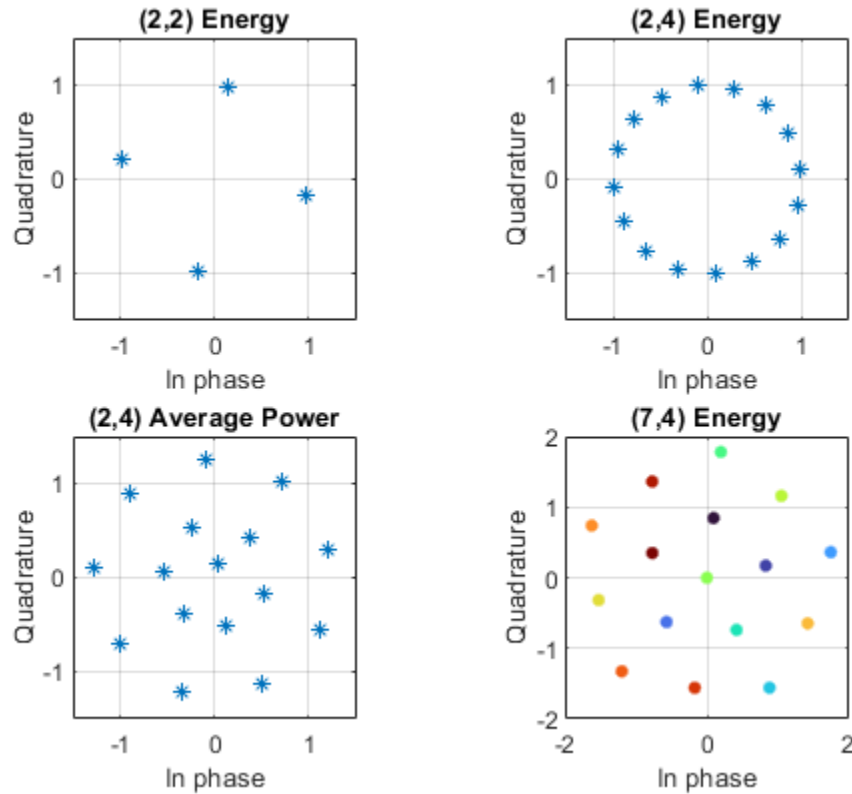 (2,2) Energy
Quadrature
1
0
-1
-1 0 1
In phase
(2,4) Energy
Quadrature
1
0
-1
-1 0 1
In phase
(2,4) Average Power
Quadrature
1
0
-1
-1 0 1
In phase
(7,4) Energy
Quadrature
2
1
0
-1
-2
-2 0 2
In phase